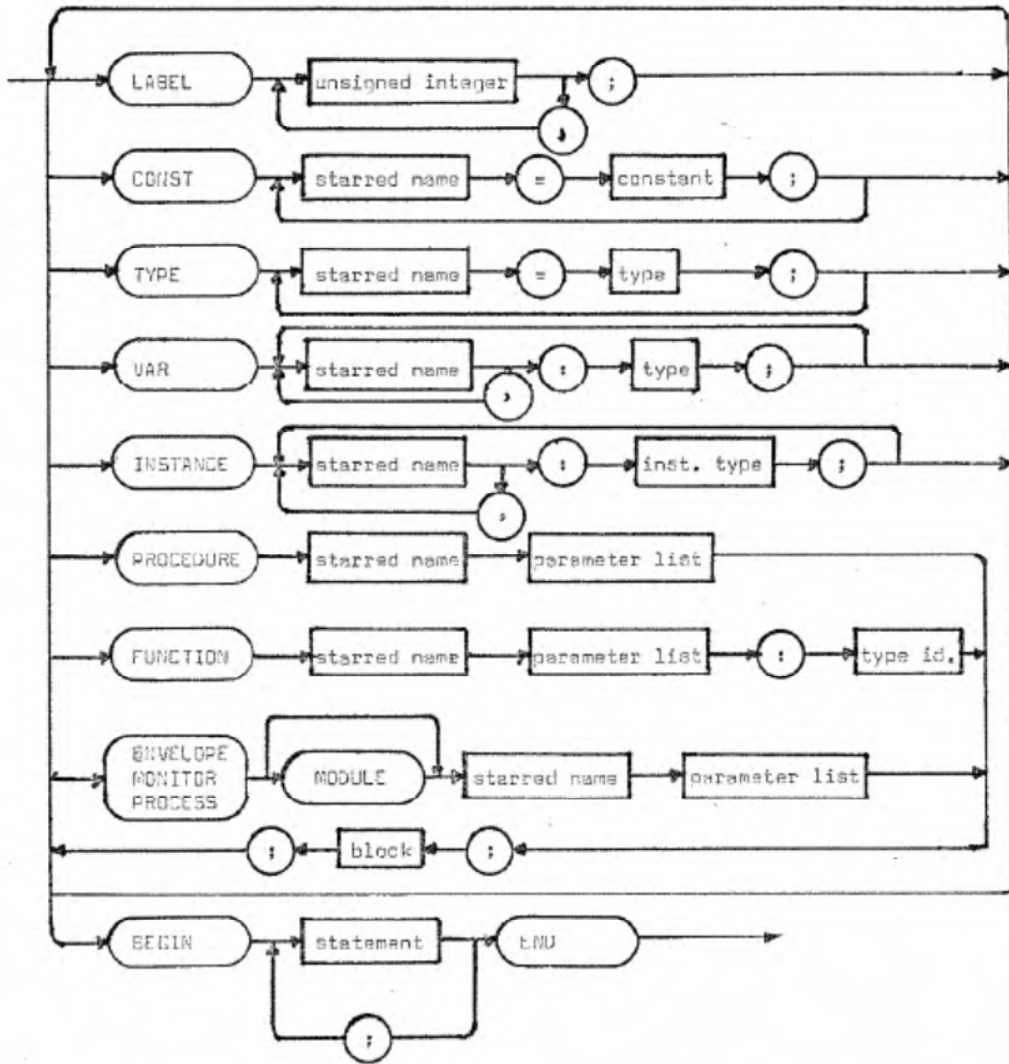 LABEL unsigned integer ;
,
CONST starred name = constant ;
TYPE starred name = type ;
VAR starred name : type ;
,
INSTANCE starred name : inst. type ;
,
PROCEDURE starred name parameter list
FUNCTION starred name parameter list : type id.
ENVELOPE
MONITOR
PROCESS
MODULE starred name parameter list
; block ;
BEGIN statement END
;